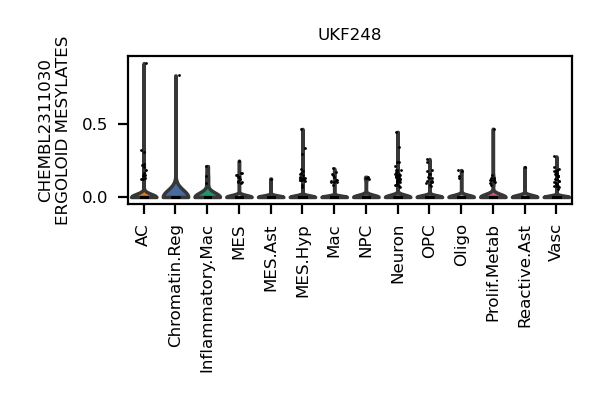 UKF248
CHEMBL2311030
ERGOLOID MESYLATES
0.5
0.0
AC
Chromatin.Reg
Inflammatory.Mac
MES
MES.Ast
MES.Hyp
Mac
NPC
Neuron
OPC
Oligo
Prolif.Metab
Reactive.Ast
Vasc